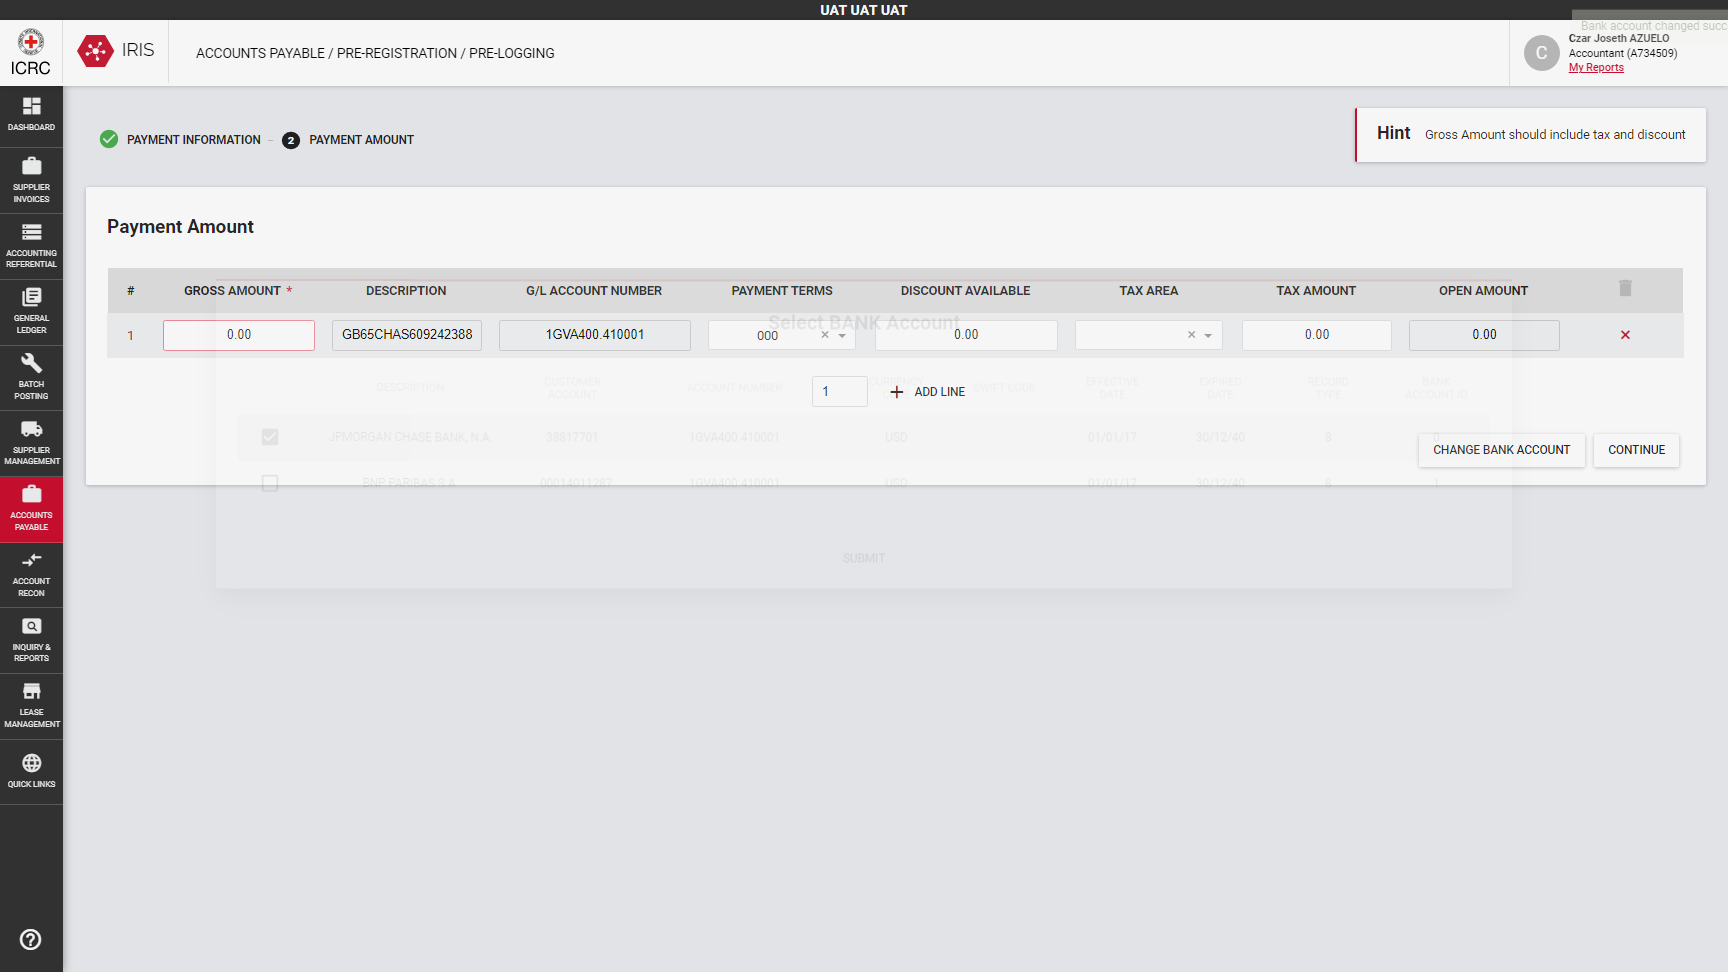 UAT UAT UAT
Bank account changed succ
ICRC
IRIS
ACCOUNTS PAYABLE / PRE-REGISTRATION / PRE-LOGGING
C
Czar Joseth AZUELO
Accountant (A734509)
My Reports
DASHBOARD
SUPPLIER
INVOICES
ACCOUNTING
REFERENTIAL
GENERAL
LEDGER
BATCH
POSTING
SUPPLIER
MANAGEMENT
ACCOUNTS
PAYABLE
ACCOUNT
RECON
INQUIRY &
REPORTS
LEASE
MANAGEMENT
QUICK LINKS
PAYMENT INFORMATION - 2 PAYMENT AMOUNT
Hint Gross Amount should include tax and discount
Payment Amount
# GROSS AMOUNT * DESCRIPTION G/L ACCOUNT NUMBER PAYMENT TERMS DISCOUNT AVAILABLE TAX AREA TAX AMOUNT OPEN AMOUNT
Select BANK Account
1 0.00 GB65CHAS609242388 1GVA400.410001 000 × 0.00 × 0.00 0.00 ×
1 + ADD LINE
DESCRIPTION CUSTOMER ACCOUNT ACCOUNT NUMBER CURRENCY SWIFT CODE EFFECTIVE DATE EXPIRED DATE RECORD TYPE BANK ACCOUNT ID
JPMORGAN CHASE BANK, N.A. 38817701 1GVA400.410001 USD 01/01/17 30/12/40 B 0
CHANGE BANK ACCOUNT CONTINUE
BNP PARIBAS S.A. 00014011287 1GVA400.410001 USD 01/01/17 30/12/40 B 1
SUBMIT